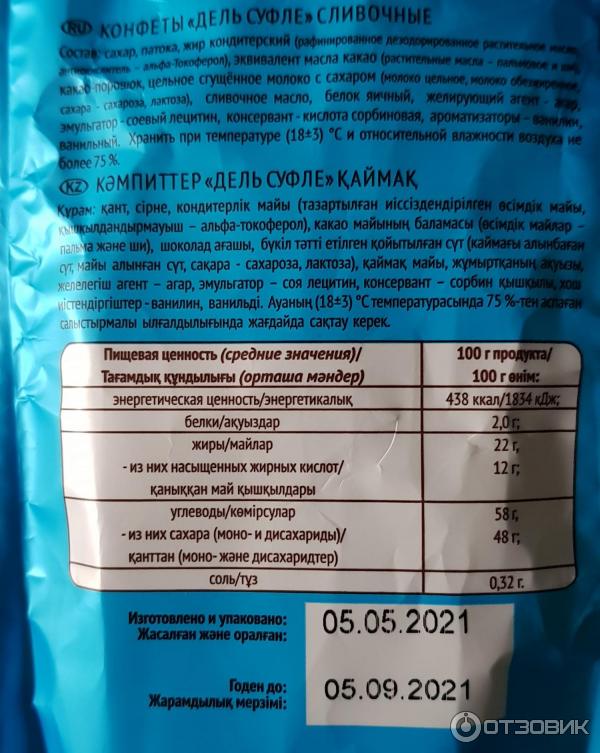 RU КОНФЕТЫ «ДЕЛЬ СУФЛЕ» СЛИВОЧНЫЕ
Состав: сахар, патока, жир кондитерский (рафинированное дезодорированное растительное масло,
антиокислитель - альфа-Токоферол), эквивалент масла какао (растительные масла - пальмовое и ши),
какао-порошок, цельное сгущённое молоко с сахаром (молоко цельное, молоко обезжиренное,
сахара - сахароза, лактоза), сливочное масло, белок яичный, желирующий агент - агар,
эмульгатор - соевый лецитин, консервант - кислота сорбиновая, ароматизаторы - ванилин,
ванильный. Хранить при температуре (18±3) °С и относительной влажности воздуха не
более 75 %.
KZ КӘМПИТТЕР «ДЕЛЬ СУФЛЕ» ҚАЙМАҚ
Құрам: қант, сірне, кондитерлік майы (тазартылған иіссіздендірілген өсімдік майы,
қышқылдандырмауыш – альфа-токоферол), какао майының баламасы (өсімдік майлар –
пальма және ши), шоколад ағашы, бүкіл тәтті етілген қойытылған сүт (каймағы алынбаған
сүт, майы алынған сүт, сақара - сахароза, лактоза), қаймақ майы, жұмыртқаның ақуызы,
желелегіш агент – агар, эмульгатор – соя лецитин, консервант – сорбин қышқылы, хош
иістендіргіштер - ванилин, ванильді. Ауаның (18±3) °С температурасында 75 %-тен аспаған
салыстырмалы ылғалдылығында жағдайда сақтау керек.
Пищевая ценность (средние значения)/ 100 г продукта/
Тағамдық құндылығы (орташа мәндер) 100 г өнім:
энергетическая ценность/энергетикалық 438 ккал/1834 кДж;
белки/ақуыздар 2,0 г;
жиры/майлар 22 г,
- из них насыщенных жирных кислот/ 12 г;
қаныққан май қышқылдары
углеводы/көмірсулар 58 г,
- из них сахара (моно- и дисахариды)/ 48 г;
қанттан (моно- және дисахаридтер)
соль/тұз 0,32 г.
Изготовлено и упаковано: 05.05.2021
Жасалған және оралған:
Годен до: 05.09.2021
Жарамдылық мерзімі:
ОТЗОВИК